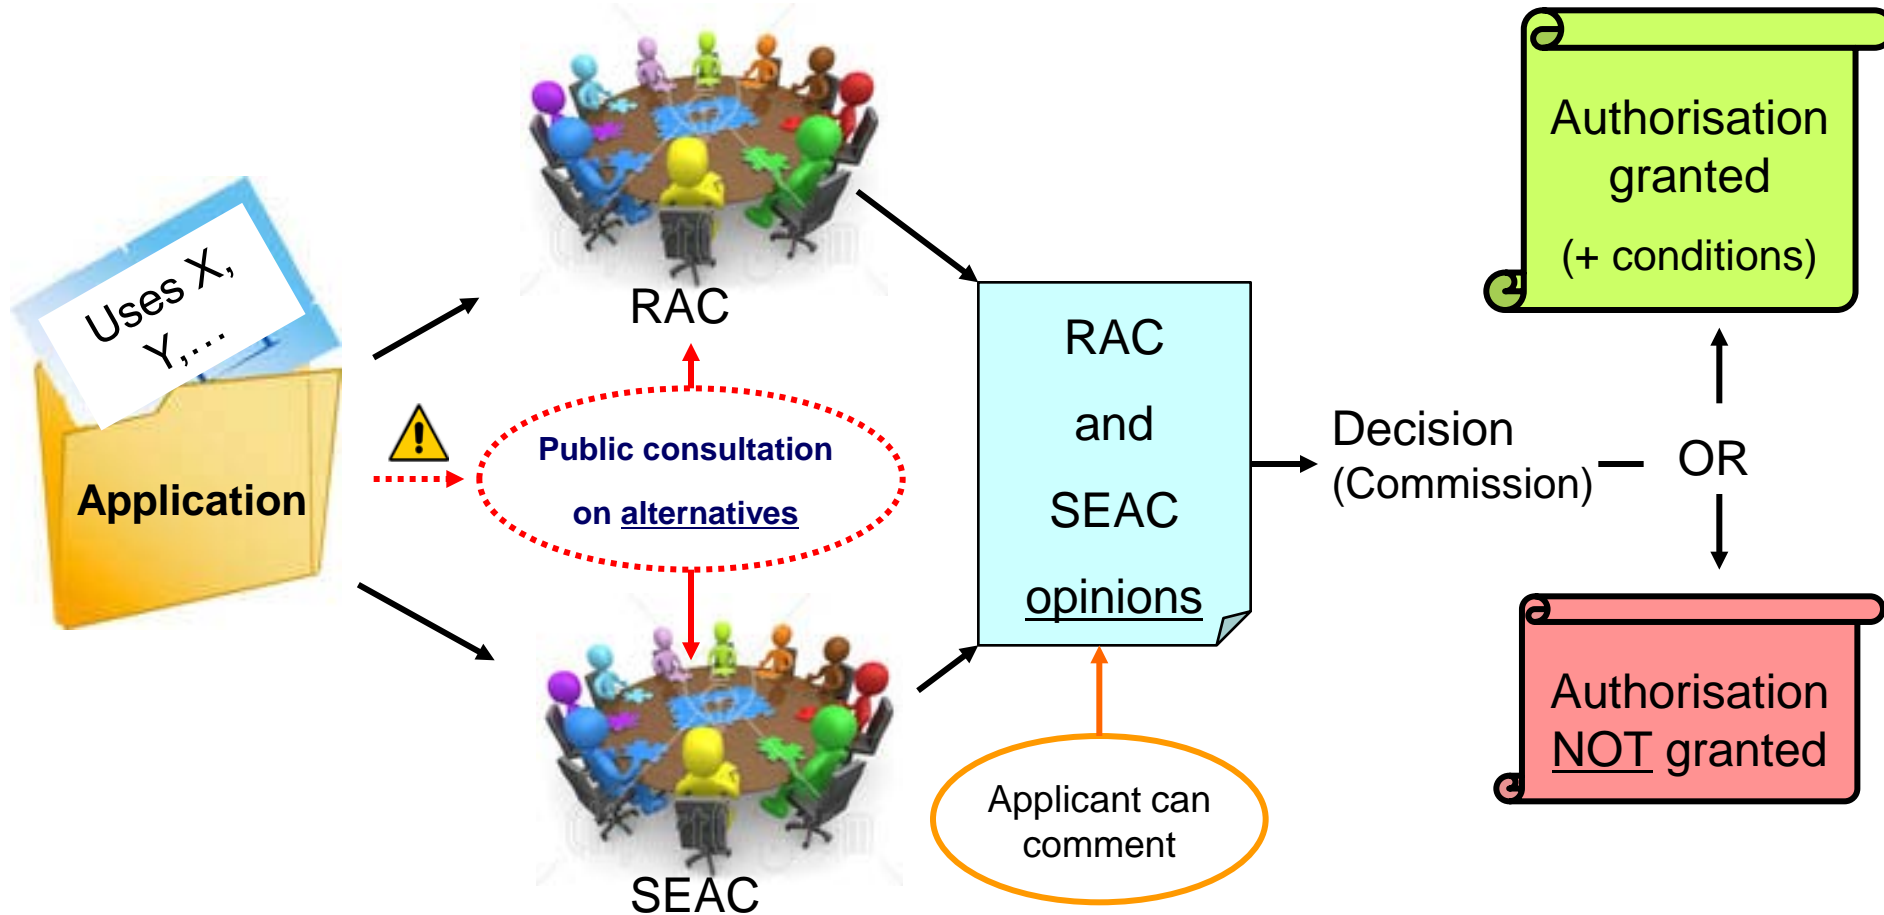 Uses X,
Y,...
Application
RAC
Public consultation
on alternatives
SEAC
RAC
and
SEAC
opinions
Applicant can
comment
Decision
(Commission)
OR
Authorisation
granted
(+ conditions)
Authorisation
NOT granted